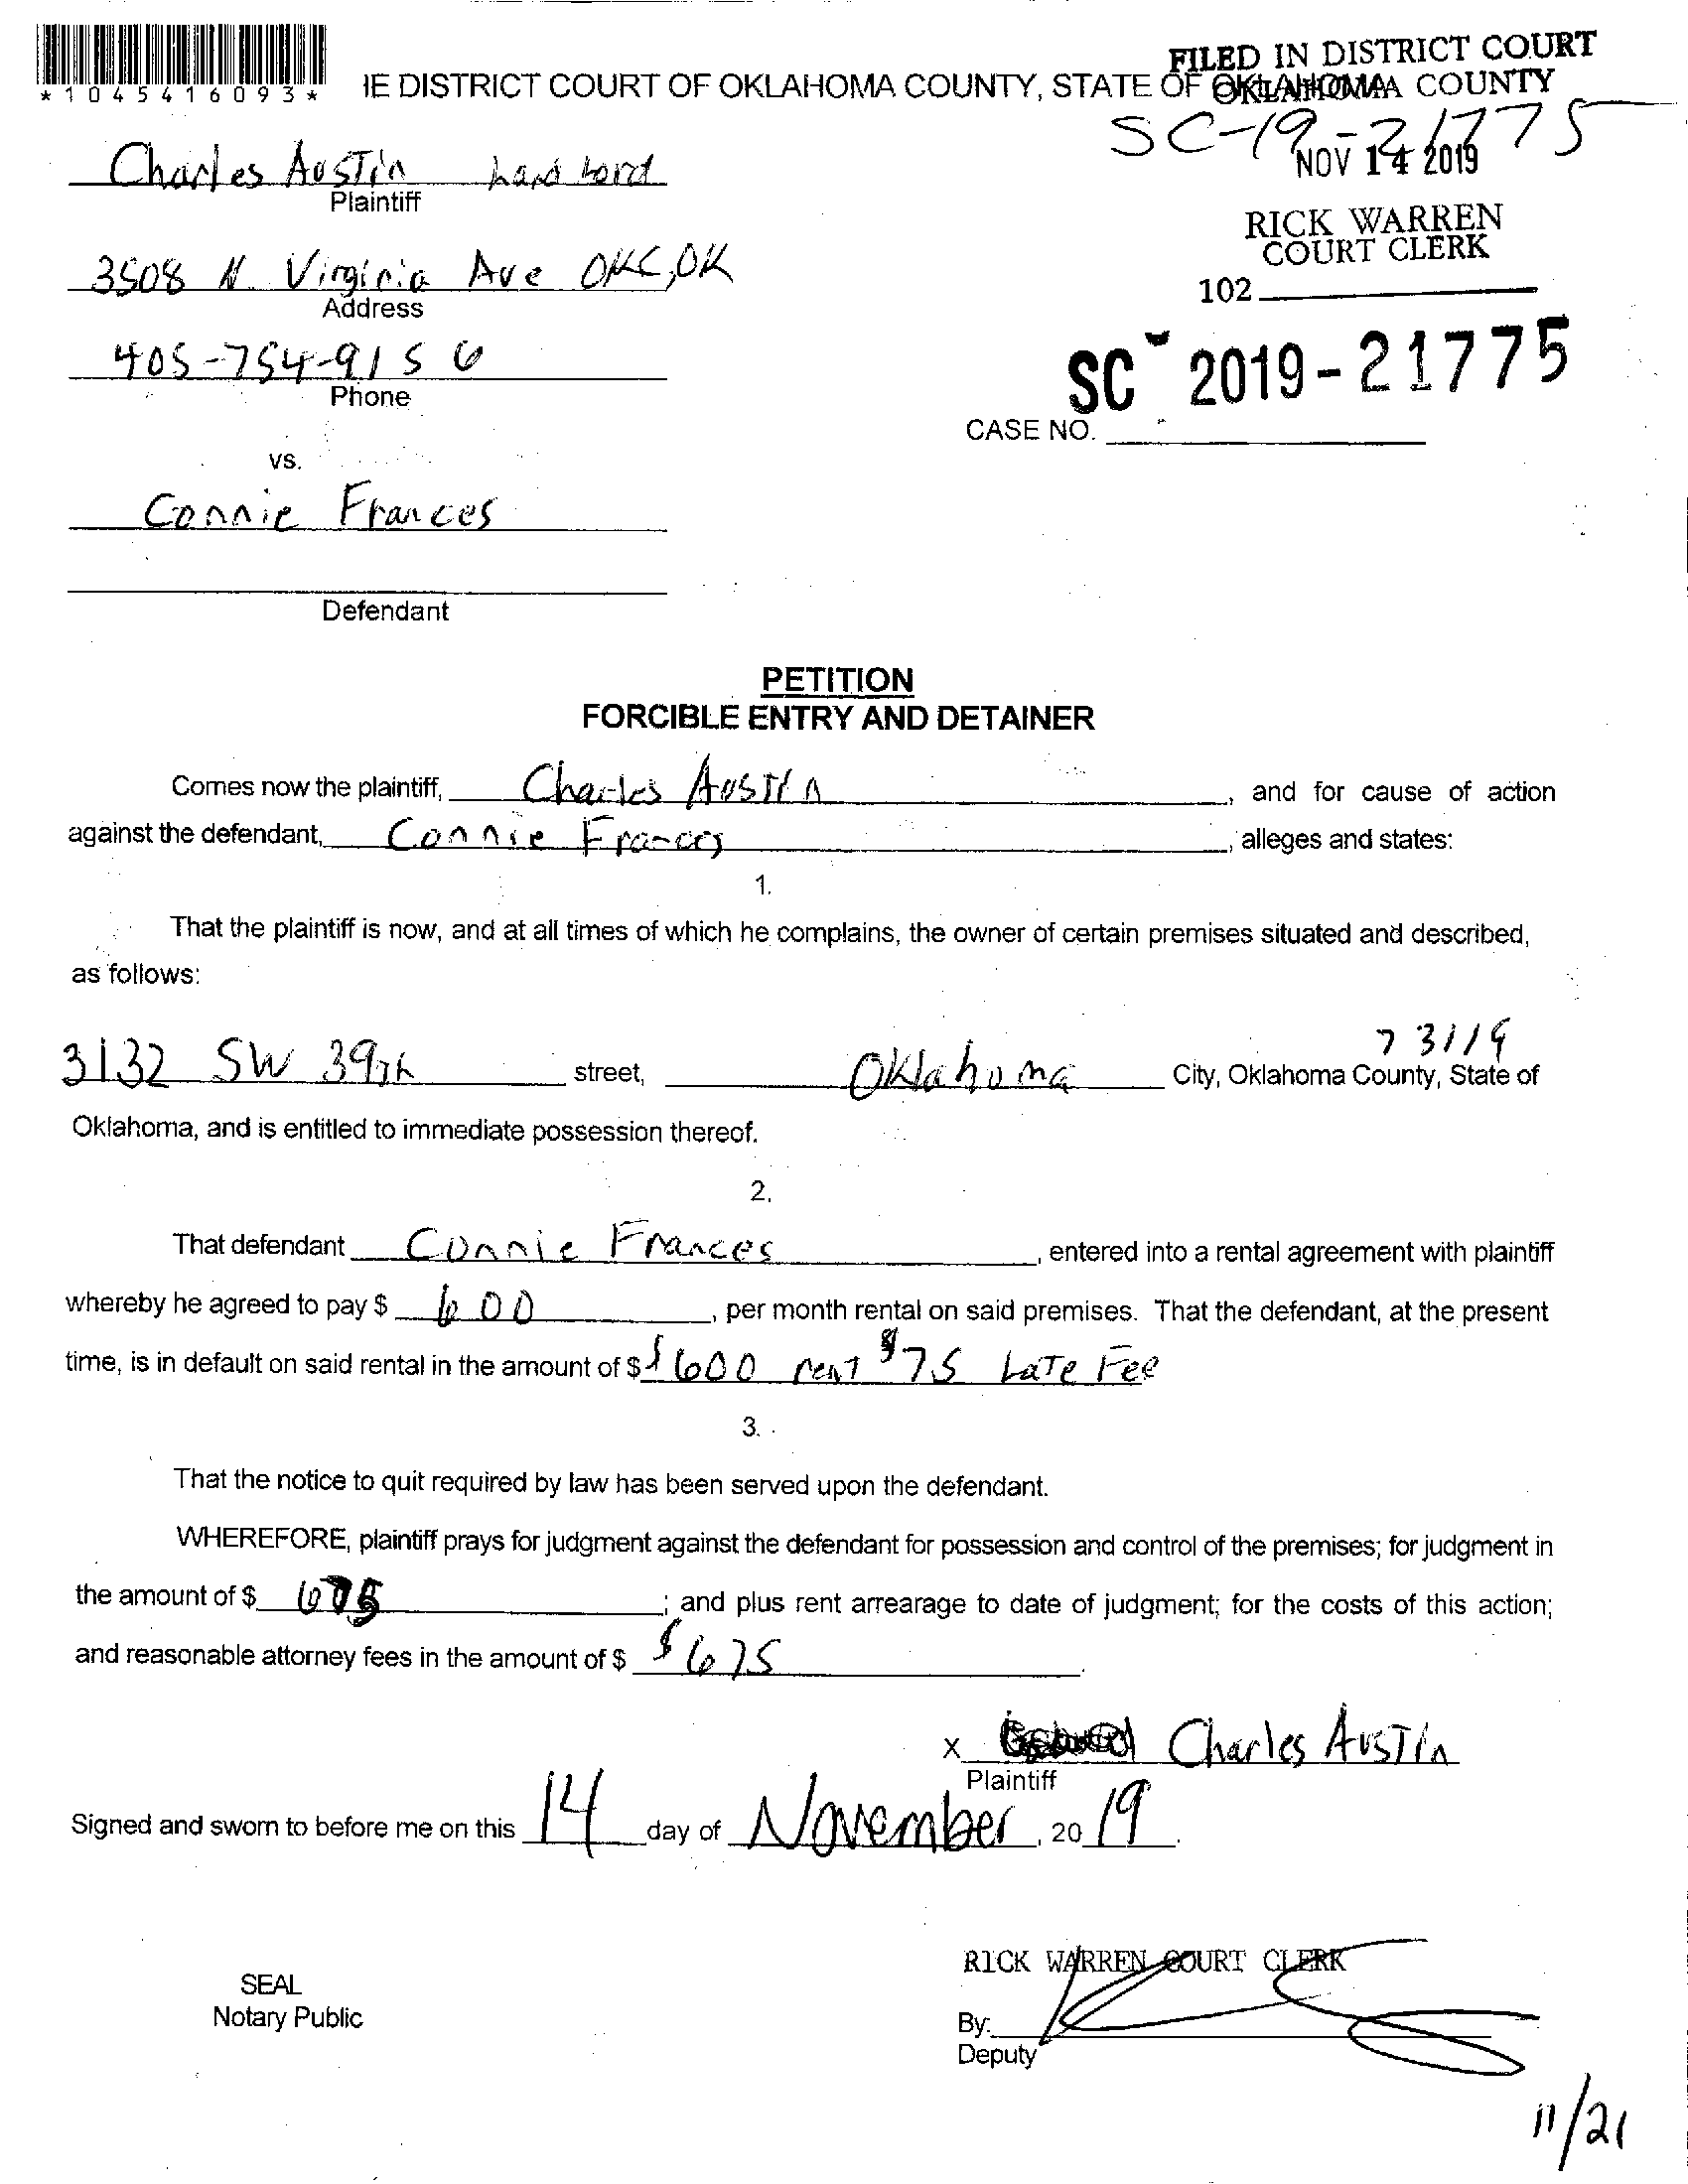 *1045416093*
IE DISTRICT COURT OF OKLAHOMA COUNTY, STATE OF OKLAHOMA
FILED IN DISTRICT COURT
OKLAHOMA COUNTY
SC-19-21775
NOV 14 2019
RICK WARREN
COURT CLERK
102
Charles Austin Land Lord
Plaintiff
3508 N. Virginia Ave OKC, OK
Address
405-754-9156
Phone
SC 2019-21775
CASE NO.
vs.
Connie Frances
Defendant
PETITION
FORCIBLE ENTRY AND DETAINER
Comes now the plaintiff, Charles Austin, and for cause of action
against the defendant, Connie Frances, alleges and states:
1.
That the plaintiff is now, and at all times of which he complains, the owner of certain premises situated and described,
as follows:
73119
3132 SW 39th street, Oklahoma City, Oklahoma County, State of
Oklahoma, and is entitled to immediate possession thereof.
2.
That defendant Connie Frances, entered into a rental agreement with plaintiff
whereby he agreed to pay $ 600, per month rental on said premises. That the defendant, at the present
time, is in default on said rental in the amount of $ $600 rent $75 Late Fee
3.
That the notice to quit required by law has been served upon the defendant.
WHEREFORE, plaintiff prays for judgment against the defendant for possession and control of the premises; for judgment in
the amount of $ 675; and plus rent arrearage to date of judgment; for the costs of this action;
and reasonable attorney fees in the amount of $ $675.
x Charles Austin
Plaintiff
Signed and sworn to before me on this 14 day of November, 20 19.
RICK WARREN COURT CLERK
SEAL
Notary Public
By:
Deputy
11/21